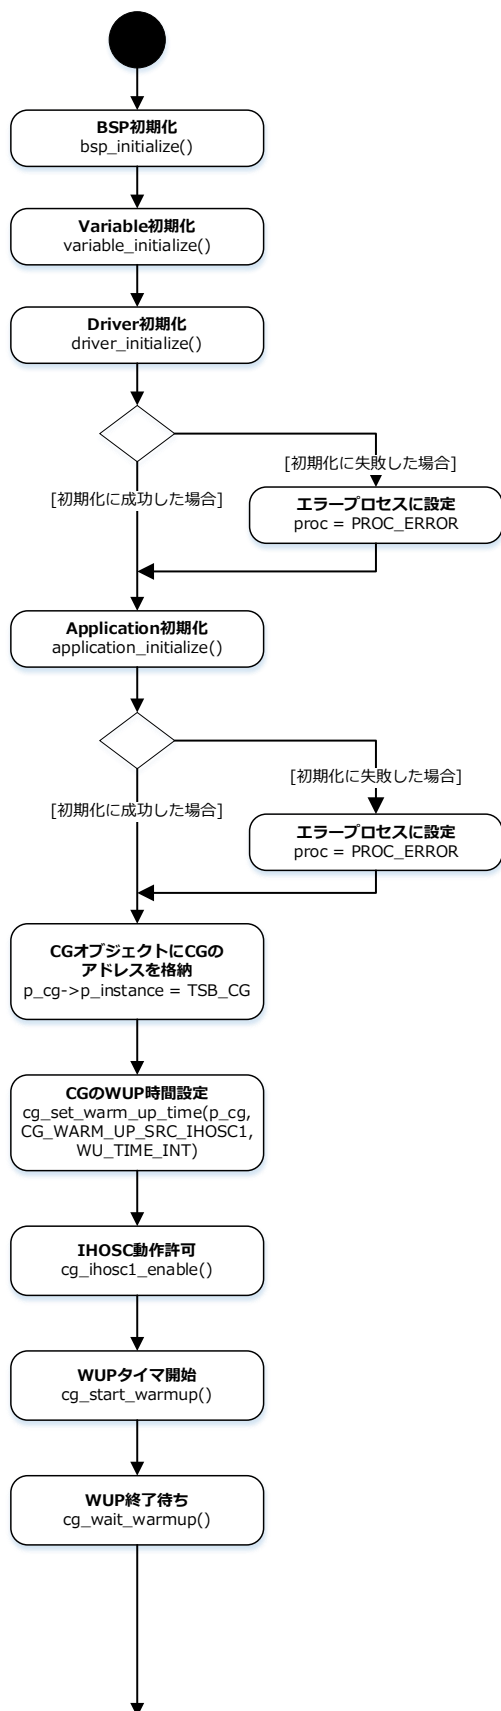 BSP初期化
bsp_initialize()
Variable初期化
variable_initialize()
Driver初期化
driver_initialize()
[初期化に失敗した場合]
[初期化に成功した場合]
エラープロセスに設定
proc = PROC_ERROR
Application初期化
application_initialize()
[初期化に失敗した場合]
[初期化に成功した場合]
エラープロセスに設定
proc = PROC_ERROR
CGオブジェクトにCGの
アドレスを格納
p_cg->p_instance = TSB_CG
CGのWUP時間設定
cg_set_warm_up_time(p_cg,
CG_WARM_UP_SRC_IHOSC1,
WU_TIME_INT)
IHOSC動作許可
cg_ihosc1_enable()
WUPタイマ開始
cg_start_warmup()
WUP終了待ち
cg_wait_warmup()